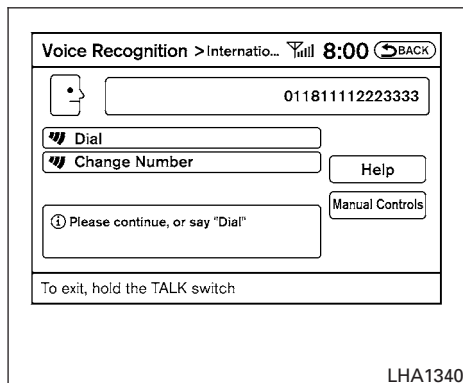 Voice Recognition > Internatio... 8:00 BACK
011811112223333
Dial
Change Number
Help
Manual Controls
Please continue, or say "Dial"
To exit, hold the TALK switch
LHA1340